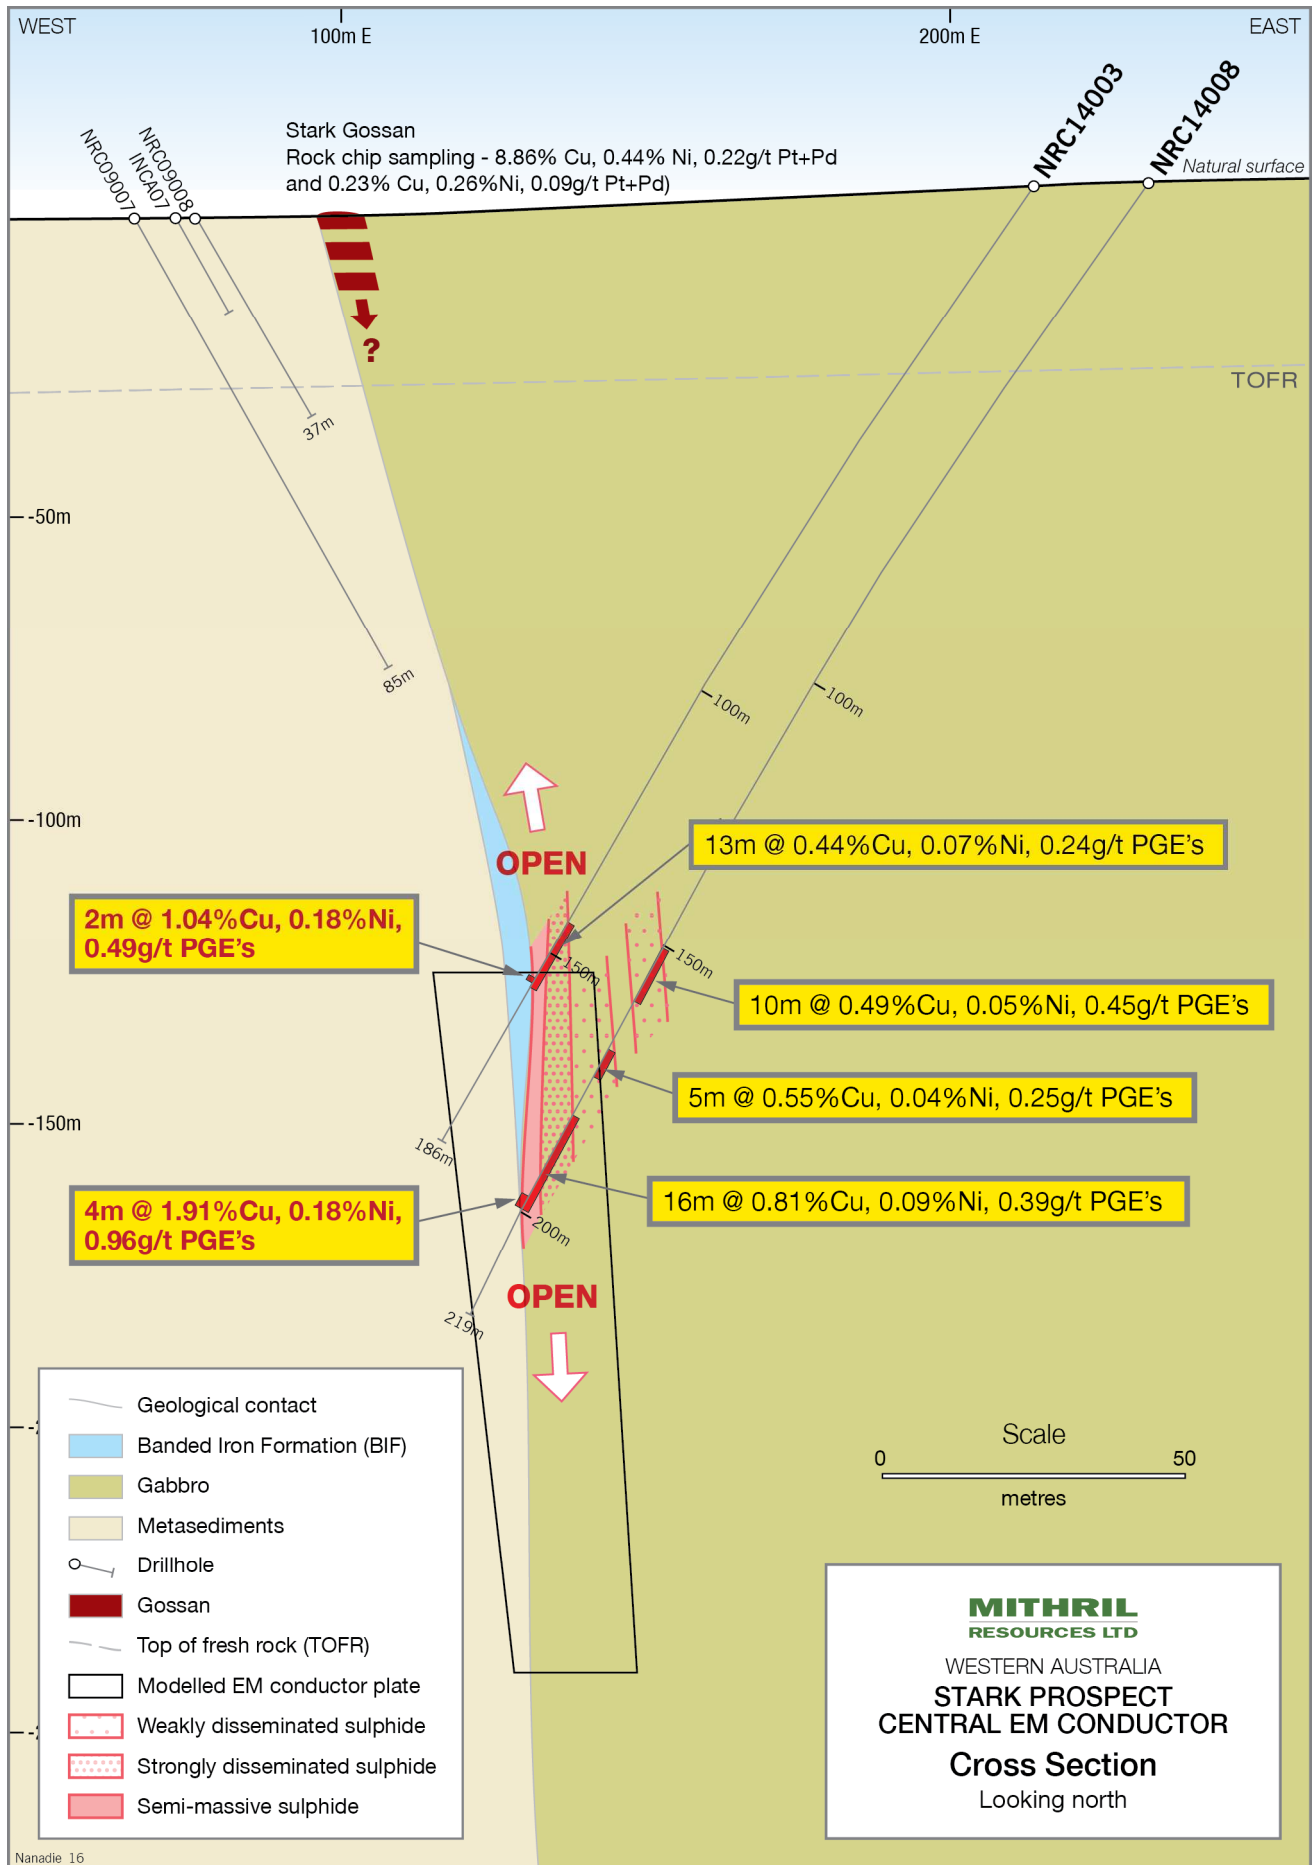 WEST
100m E
200m E
EAST
NRC09007
INCA07
NRC09008
Stark Gossan
Rock chip sampling - 8.86% Cu, 0.44% Ni, 0.22g/t Pt+Pd
and 0.23% Cu, 0.26%Ni, 0.09g/t Pt+Pd)
NRC14003
NRC14008
Natural surface
?
TOFR
37m
-50m
85m
100m
100m
-100m
OPEN
13m @ 0.44%Cu, 0.07%Ni, 0.24g/t PGE's
2m @ 1.04%Cu, 0.18%Ni,
0.49g/t PGE's
150m
150m
10m @ 0.49%Cu, 0.05%Ni, 0.45g/t PGE's
5m @ 0.55%Cu, 0.04%Ni, 0.25g/t PGE's
-150m
186m
16m @ 0.81%Cu, 0.09%Ni, 0.39g/t PGE's
4m @ 1.91%Cu, 0.18%Ni,
0.96g/t PGE's
200m
OPEN
219m
Geological contact
Banded Iron Formation (BIF)
Gabbro
Metasediments
Drillhole
Gossan
Top of fresh rock (TOFR)
Modelled EM conductor plate
Weakly disseminated sulphide
Strongly disseminated sulphide
Semi-massive sulphide
Scale
0 50
metres
MITHRIL
RESOURCES LTD
WESTERN AUSTRALIA
STARK PROSPECT
CENTRAL EM CONDUCTOR
Cross Section
Looking north
Nanadie 16